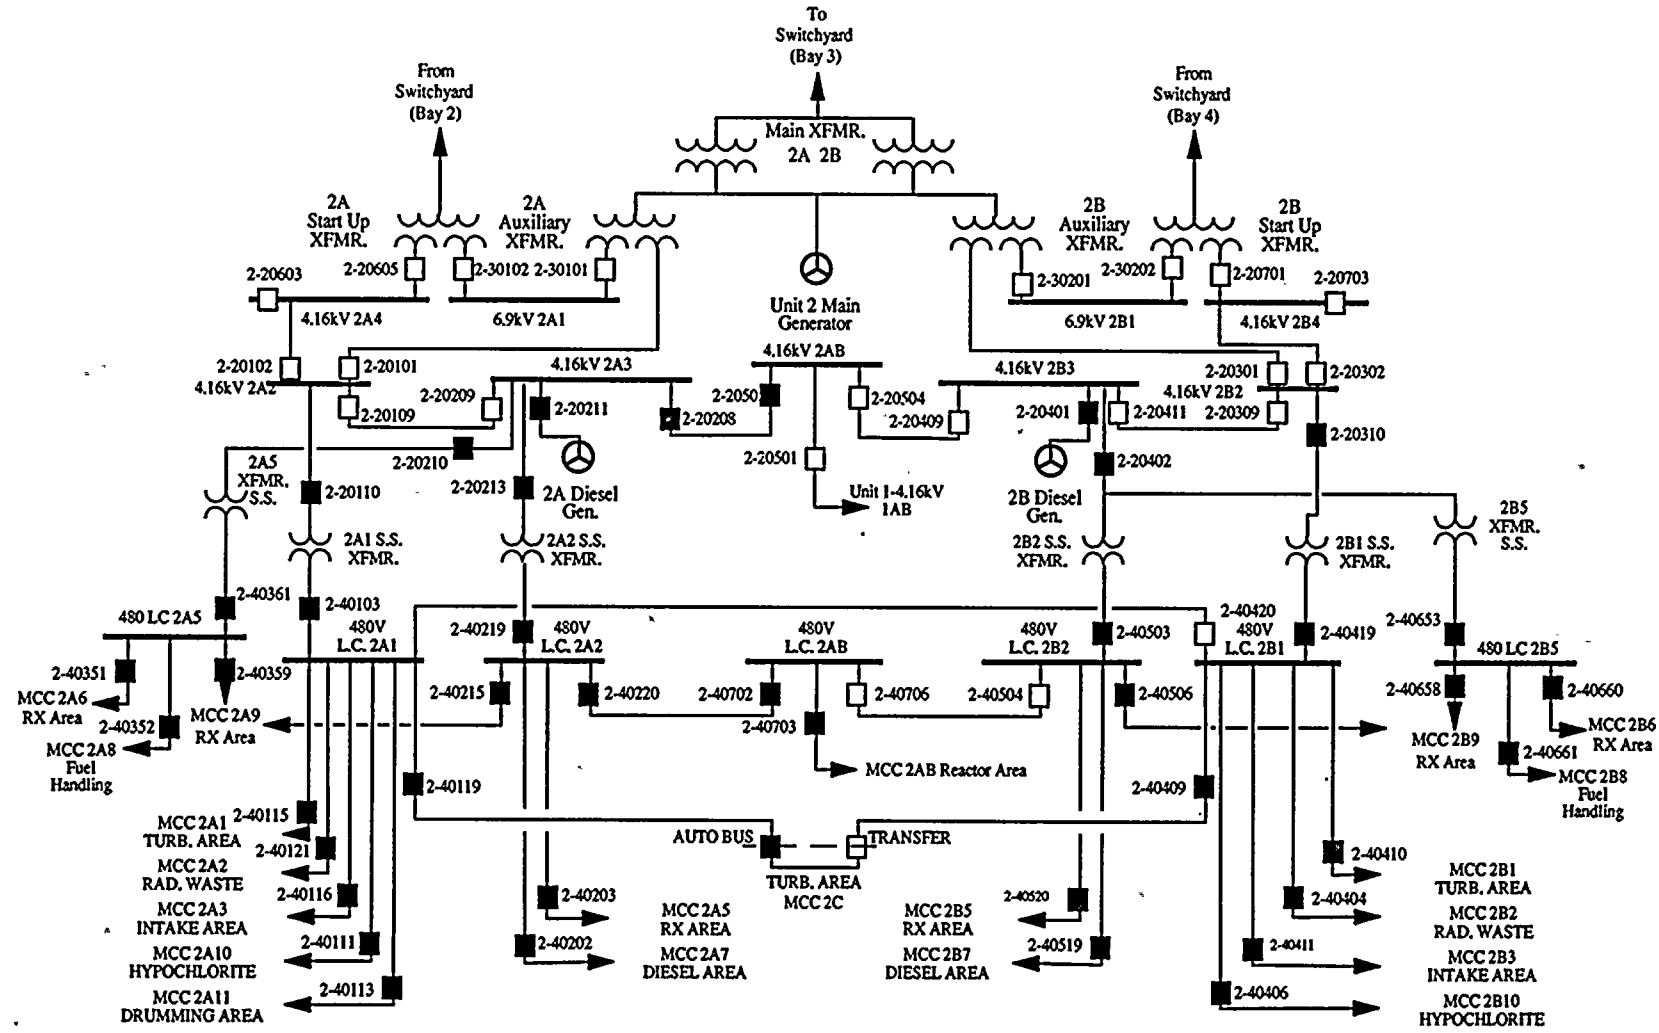 To
Switchyard
(Bay 3)
From
Switchyard
(Bay 2)
From
Switchyard
(Bay 4)
Main XFMR.
2A 2B
2A
Start Up
XFMR.
2A
Auxiliary
XFMR.
2B
Auxiliary
XFMR.
2B
Start Up
XFMR.
2-20603
2-20605
2-30102
2-30101
2-30201
2-30202
2-20701
2-20703
4.16kV 2A4
6.9kV 2A1
Unit 2 Main
Generator
6.9kV 2B1
4.16kV 2B4
2-20102
2-20101
4.16kV 2A3
4.16kV 2AB
4.16kV 2B3
2-20301
2-20302
4.16kV 2A2
4.16kV 2B2
2-20109
2-20209
2-20211
2-20208
2-2050
2-20504
2-20409
2-20401
2-20411
2-20309
2-20310
2-20210
2-20501
2-20402
2A5
XFMR.
S.S.
2-20110
2-20213
2A Diesel
Gen.
Unit 1-4.16kV
1AB
2B Diesel
Gen.
2B5
XFMR.
S.S.
2A1 S.S.
XFMR.
2A2 S.S.
XFMR.
2B2 S.S.
XFMR.
2B1 S.S.
XFMR.
2-40361
2-40103
2-40219
2-40503
2-40420
2-40419
2-40653
480 LC 2A5
480V
L.C. 2A1
480V
L.C. 2A2
480V
L.C. 2AB
480V
L.C. 2B2
480V
L.C. 2B1
480 LC 2B5
2-40351
2-40359
2-40215
2-40220
2-40702
2-40706
2-40504
2-40506
2-40658
2-40660
MCC 2A6
RX Area
2-40352
MCC 2A9
RX Area
2-40703
MCC 2B9
RX Area
MCC 2B6
RX Area
2-40661
MCC 2A8
Fuel
Handling
MCC 2AB Reactor Area
MCC 2B8
Fuel
Handling
2-40119
2-40409
MCC 2A1
TURB. AREA
2-40115
AUTO BUS
TRANSFER
TURB. AREA
MCC 2C
2-40121
MCC 2A2
RAD. WASTE
2-40116
MCC 2A3
INTAKE AREA
2-40111
MCC 2A10
HYPOCHLORITE
2-40113
MCC 2A11
DRUMMING AREA
2-40203
MCC 2A5
RX AREA
2-40202
MCC 2A7
DIESEL AREA
2-40520
MCC 2B5
RX AREA
2-40519
MCC 2B7
DIESEL AREA
2-40410
MCC 2B1
TURB. AREA
2-40404
MCC 2B2
RAD. WASTE
2-40411
MCC 2B3
INTAKE AREA
2-40406
MCC 2B10
HYPOCHLORITE